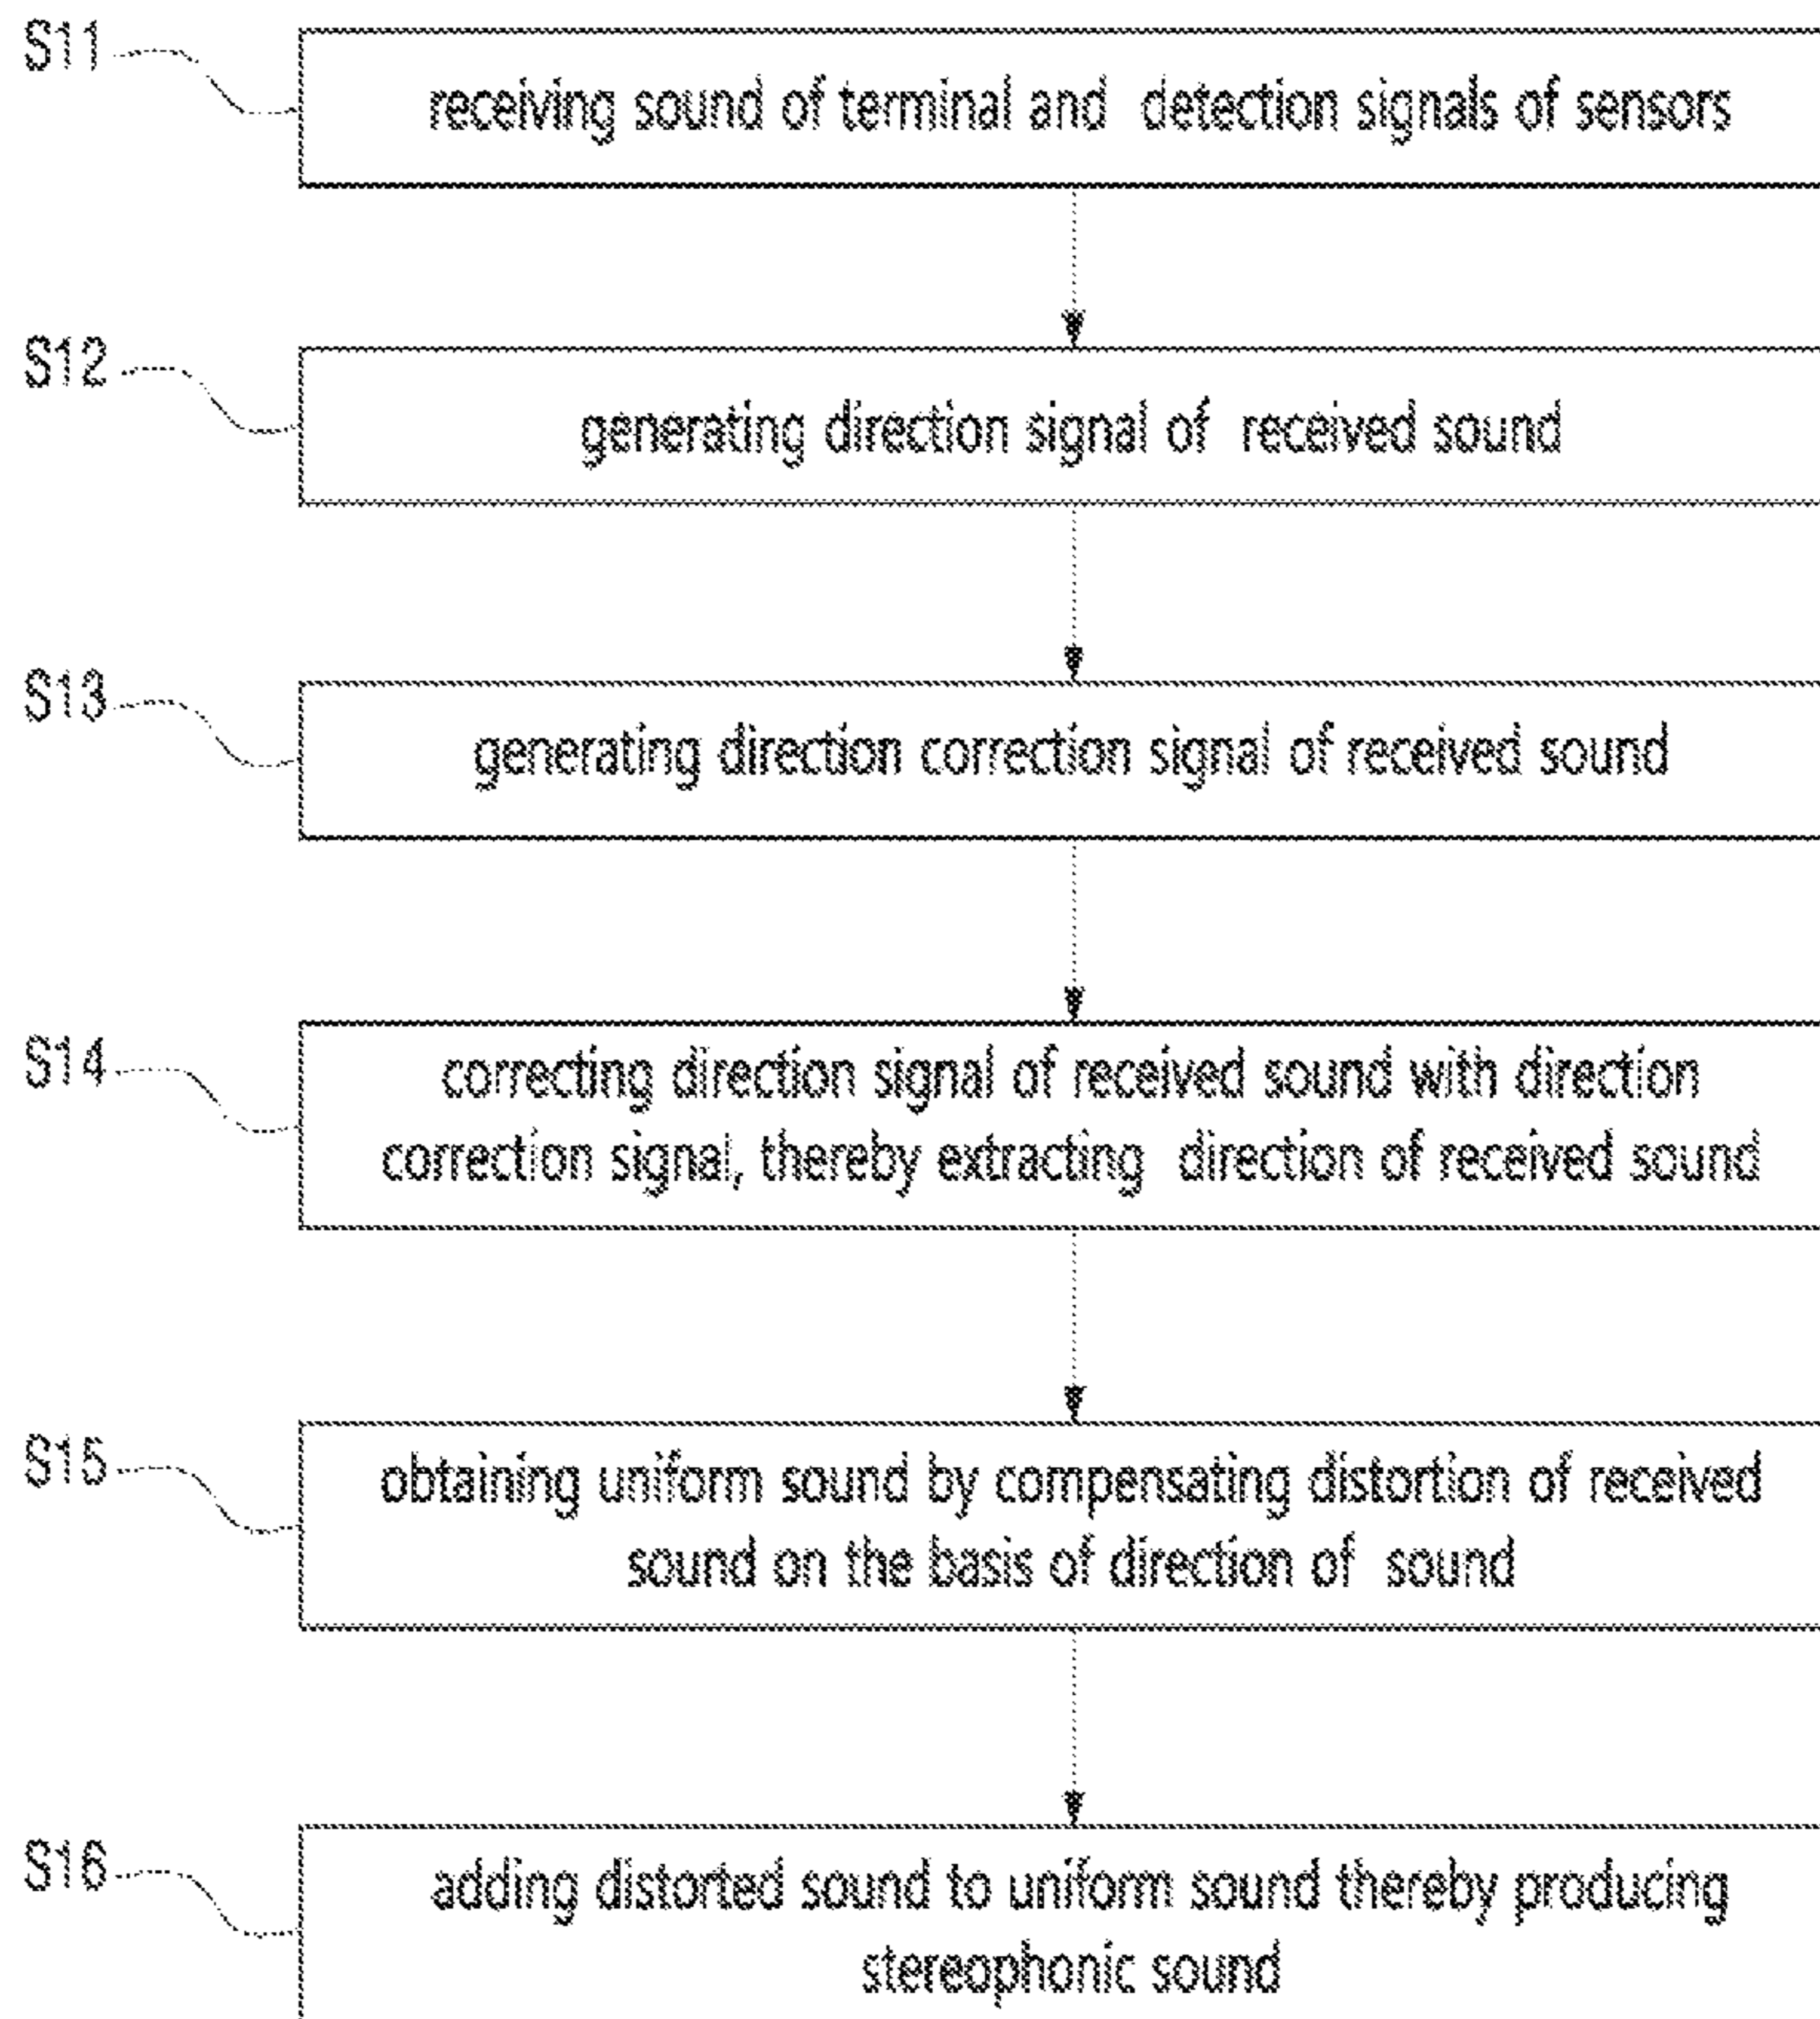 S11
receiving sound of terminal and detection signals of sensors
S12
generating direction signal of received sound
S13
generating direction correction signal of received sound
S14
correcting direction signal of received sound with direction
correction signal, thereby extracting direction of received sound
S15
obtaining uniform sound by compensating distortion of received
sound on the basis of direction of sound
S16
adding distorted sound to uniform sound thereby producing
stereophonic sound